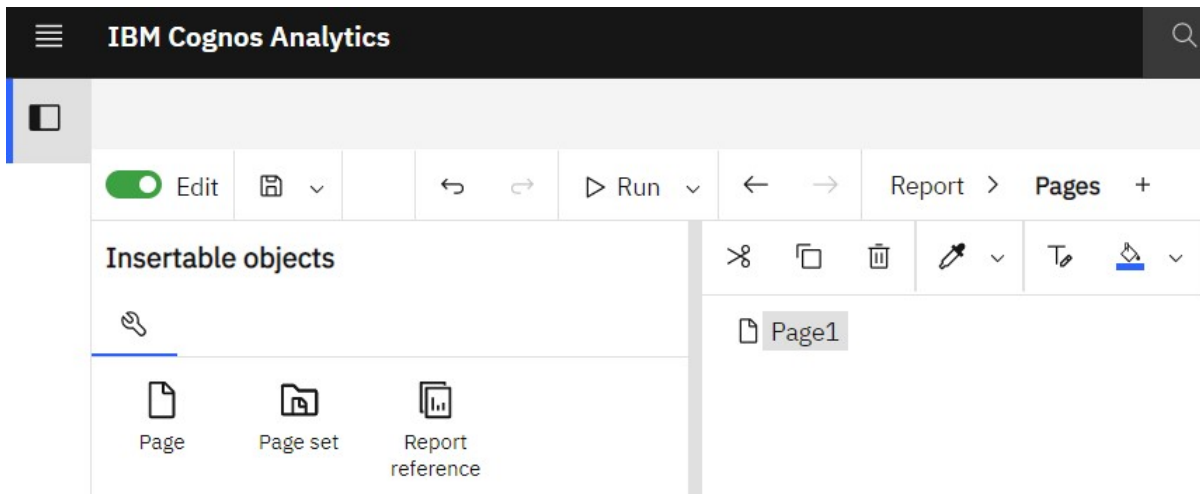 IBM Cognos Analytics
Edit
Run
Report > Pages +
Insertable objects
Page1
Page
Page set
Report
reference